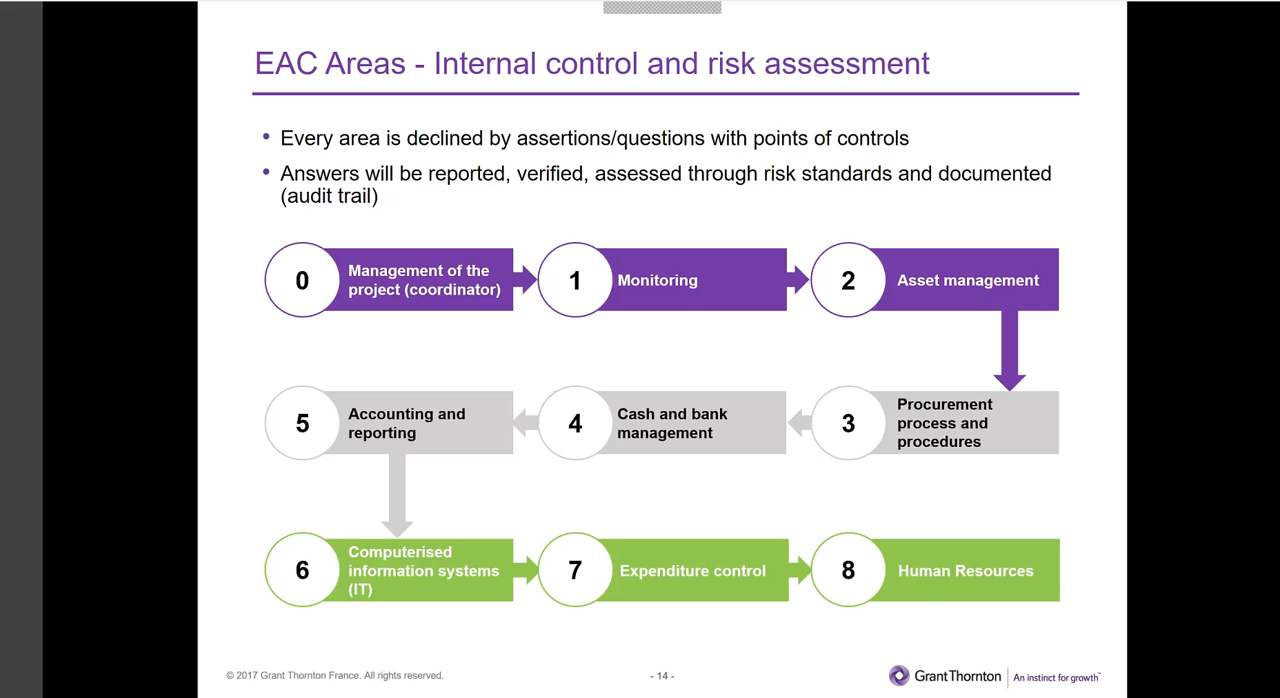 EAC Areas - Internal control and risk assessment
• Every area is declined by assertions/questions with points of controls
• Answers will be reported, verified, assessed through risk standards and documented
(audit trail)
0
Management of the
project (coordinator)
1
Monitoring
2
Asset management
5
Accounting and
reporting
4
Cash and bank
management
3
Procurement
process and
procedures
6
Computerised
information systems
(IT)
7
Expenditure control
8
Human Resources
© 2017 Grant Thornton France. All rights reserved.
- 14 -
GrantThornton
An instinct for growth™